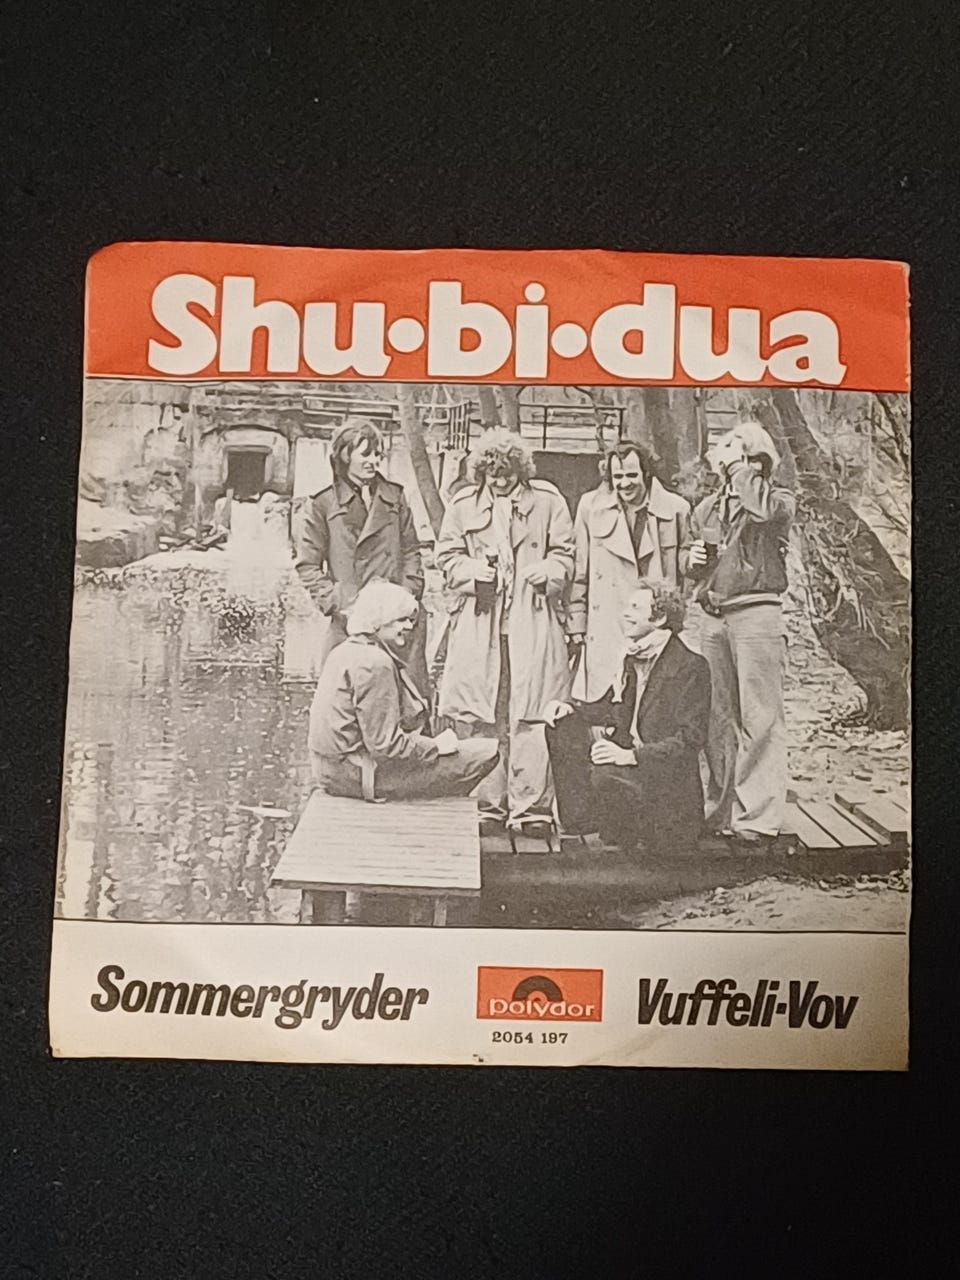 Shu·bi·dua
Sommergryder
polydor
2054 197
Vuffeli-Vov